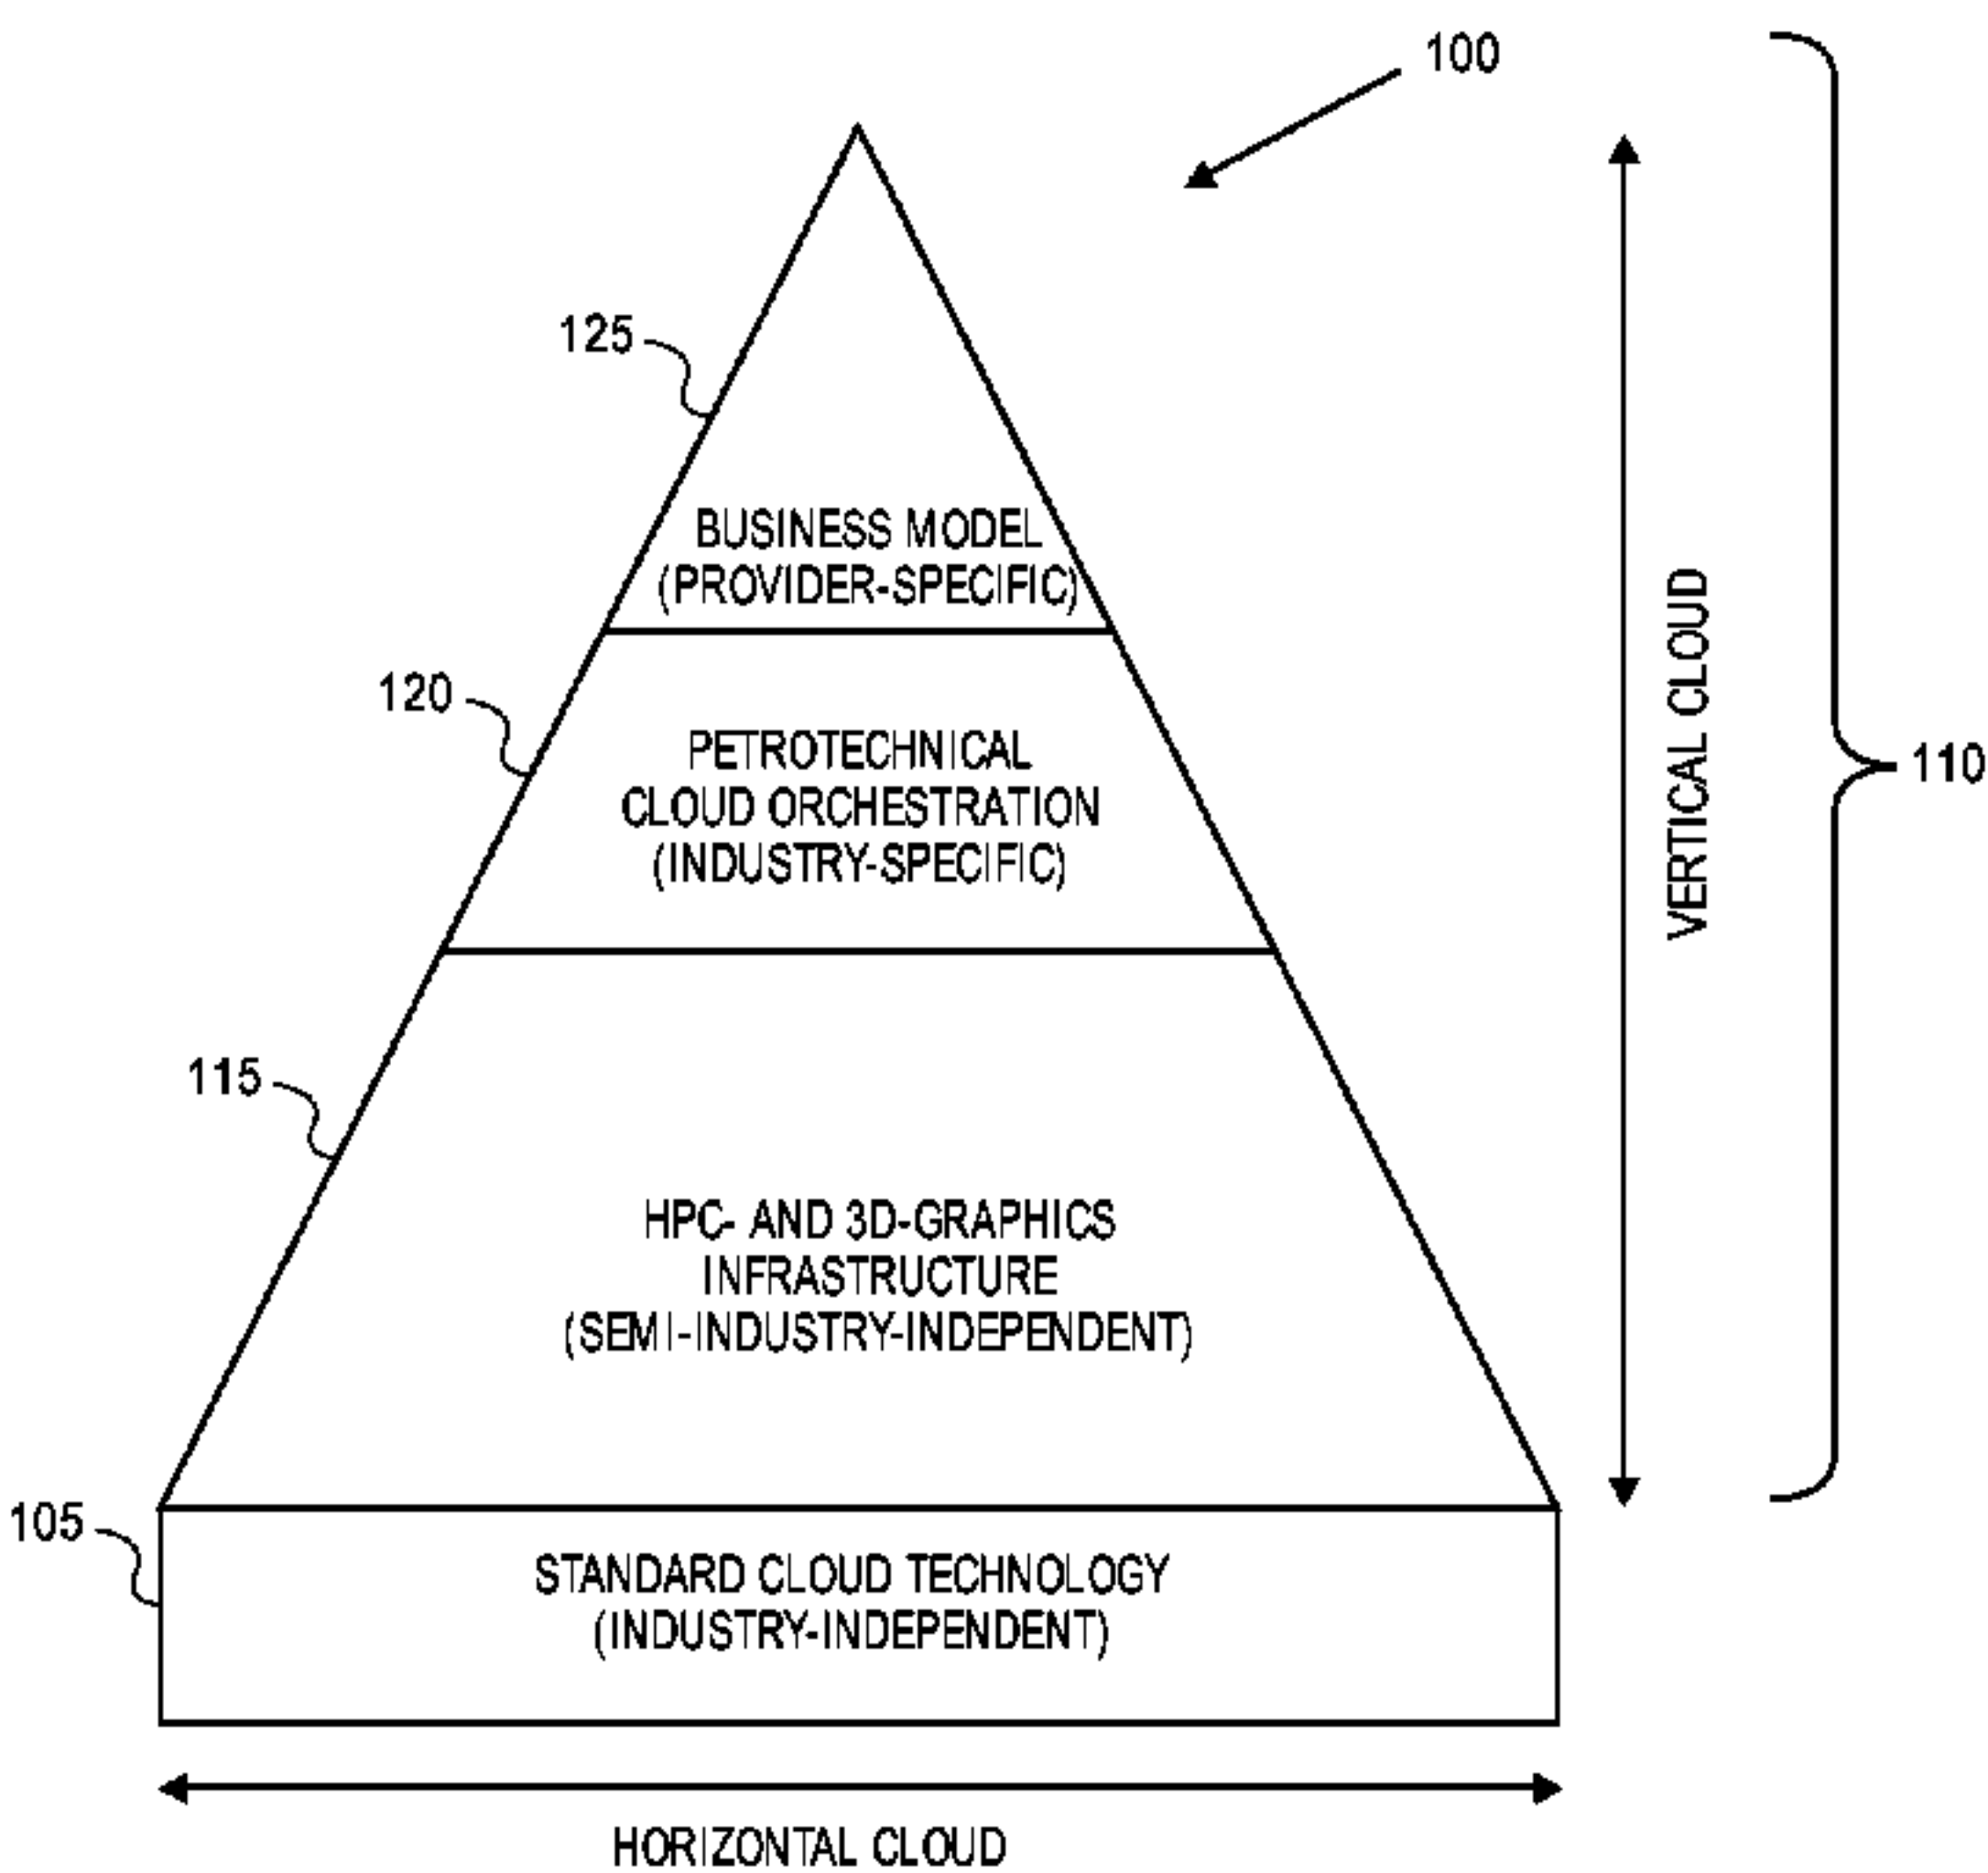 100
125
BUSINESS MODEL
(PROVIDER-SPECIFIC)
120
PETROTECHNICAL
CLOUD ORCHESTRATION
(INDUSTRY-SPECIFIC)
VERTICAL CLOUD
110
115
HPC- AND 3D-GRAPHICS
INFRASTRUCTURE
(SEMI-INDUSTRY-INDEPENDENT)
105
STANDARD CLOUD TECHNOLOGY
(INDUSTRY-INDEPENDENT)
HORIZONTAL CLOUD